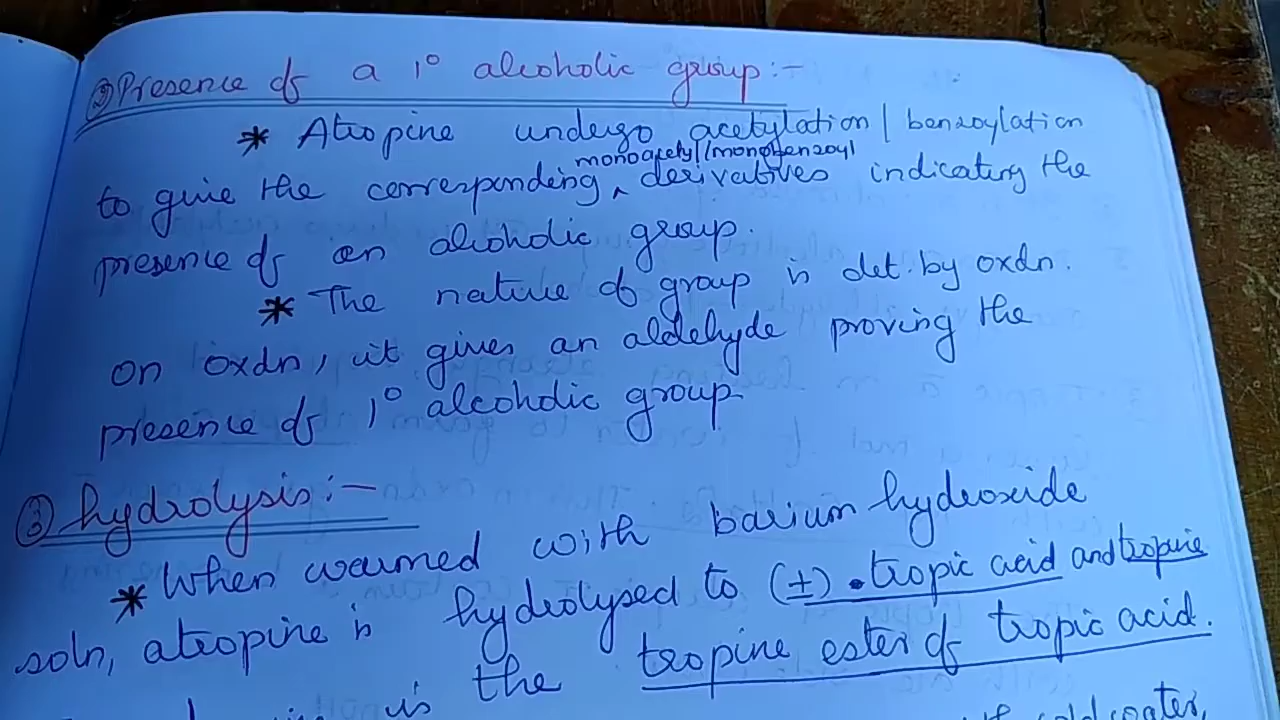 ② Presence of a 1° alcoholic group :-
* Atropine undergo acetylation / benzoylation
monoacetyl/monobenzoyl
to give the corresponding ^ derivatives indicating the
presence of an alcoholic group.
* The nature of group is det. by oxdn.
on oxdn, it gives an aldehyde proving the
presence of 1° alcoholic group
③ hydrolysis :-
* When warmed with barium hydroxide
soln, atropine is hydrolysed to (±) tropic acid and tropine
is the tropine ester of tropic acid.
cold water,